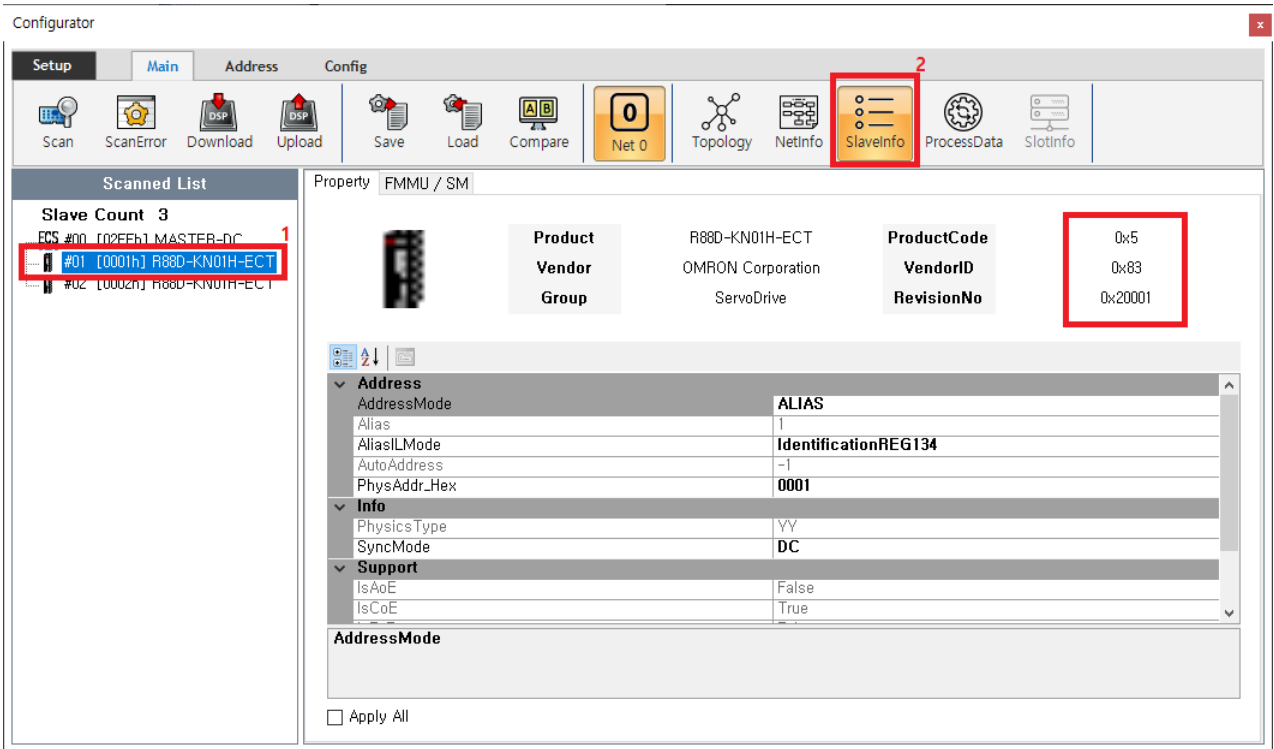 Configurator
x
Setup Main Address Config
2
Scan ScanError Download Upload Save Load Compare Net 0 Topology NetInfo SlaveInfo ProcessData SlotInfo
DSP DSP A B 0
Scanned List
Property FMMU / SM
Slave Count 3
ECS #00 [02EEh] MASTER-DC
1
#01 [0001h] R88D-KN01H-ECT
#02 [0002h] R88D-KN01H-ECT
Product R88D-KN01H-ECT ProductCode 0x5
Vendor OMRON Corporation VendorID 0x83
Group ServoDrive RevisionNo 0x20001
Address
AddressMode ALIAS
Alias 1
AliasILMode IdentificationREG134
AutoAddress -1
PhysAddr_Hex 0001
Info
PhysicsType YY
SyncMode DC
Support
IsAoE False
IsCoE True
AddressMode
Apply All